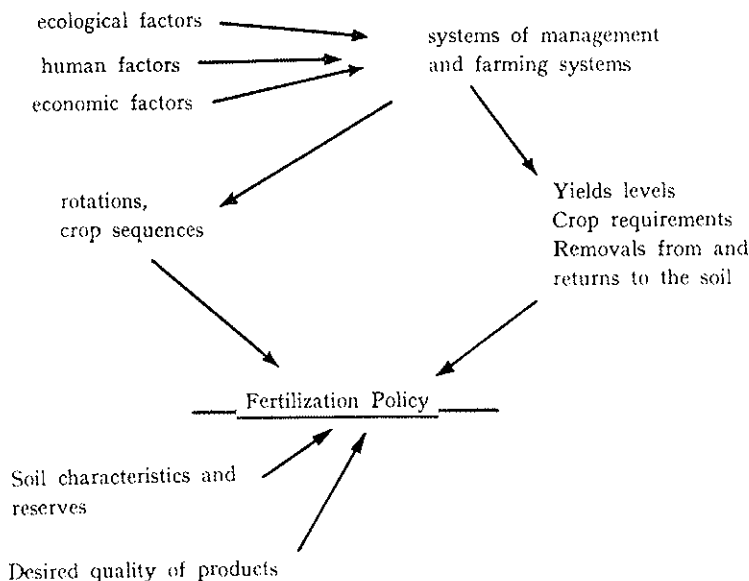 ecological factors
human factors
economic factors
systems of management
and farming systems
rotations,
crop sequences
Yields levels
Crop requirements
Removals from and
returns to the soil
Fertilization Policy
Soil characteristics and
reserves
Desired quality of products